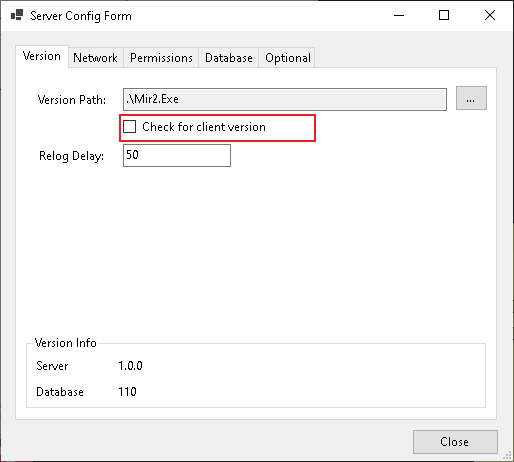 Server Config Form
Version Network Permissions Database Optional
Version Path: .\Mir2.Exe ...
Check for client version
Relog Delay: 50
Version Info
Server 1.0.0
Database 110
Close